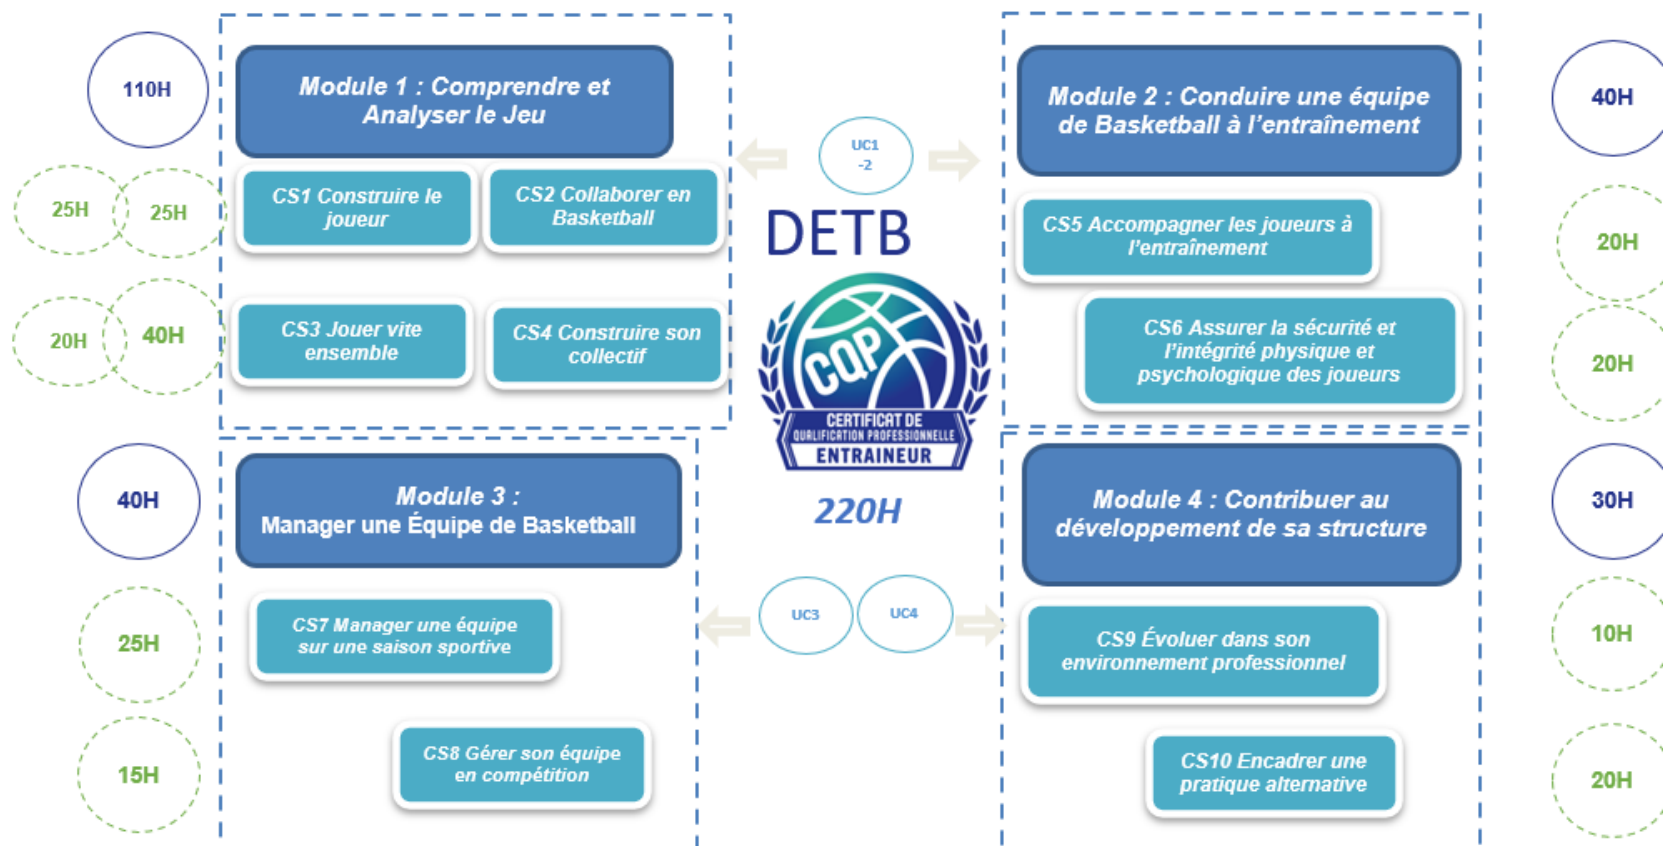 110H
Module 1 : Comprendre et
Analyser le Jeu
25H
25H
CS1 Construire le
joueur
CS2 Collaborer en
Basketball
20H
40H
CS3 Jouer vite
ensemble
CS4 Construire son
collectif
UC1
-2
DETB
CQP
CERTIFICAT DE
QUALIFICATION PROFESSIONNELLE
ENTRAINEUR
220H
Module 2 : Conduire une équipe
de Basketball à l'entraînement
40H
CS5 Accompagner les joueurs à
l'entraînement
20H
CS6 Assurer la sécurité et
l'intégrité physique et
psychologique des joueurs
20H
40H
Module 3 :
Manager une Équipe de Basketball
25H
CS7 Manager une équipe
sur une saison sportive
15H
CS8 Gérer son équipe
en compétition
UC3
UC4
Module 4 : Contribuer au
développement de sa structure
30H
CS9 Évoluer dans son
environnement professionnel
10H
CS10 Encadrer une
pratique alternative
20H